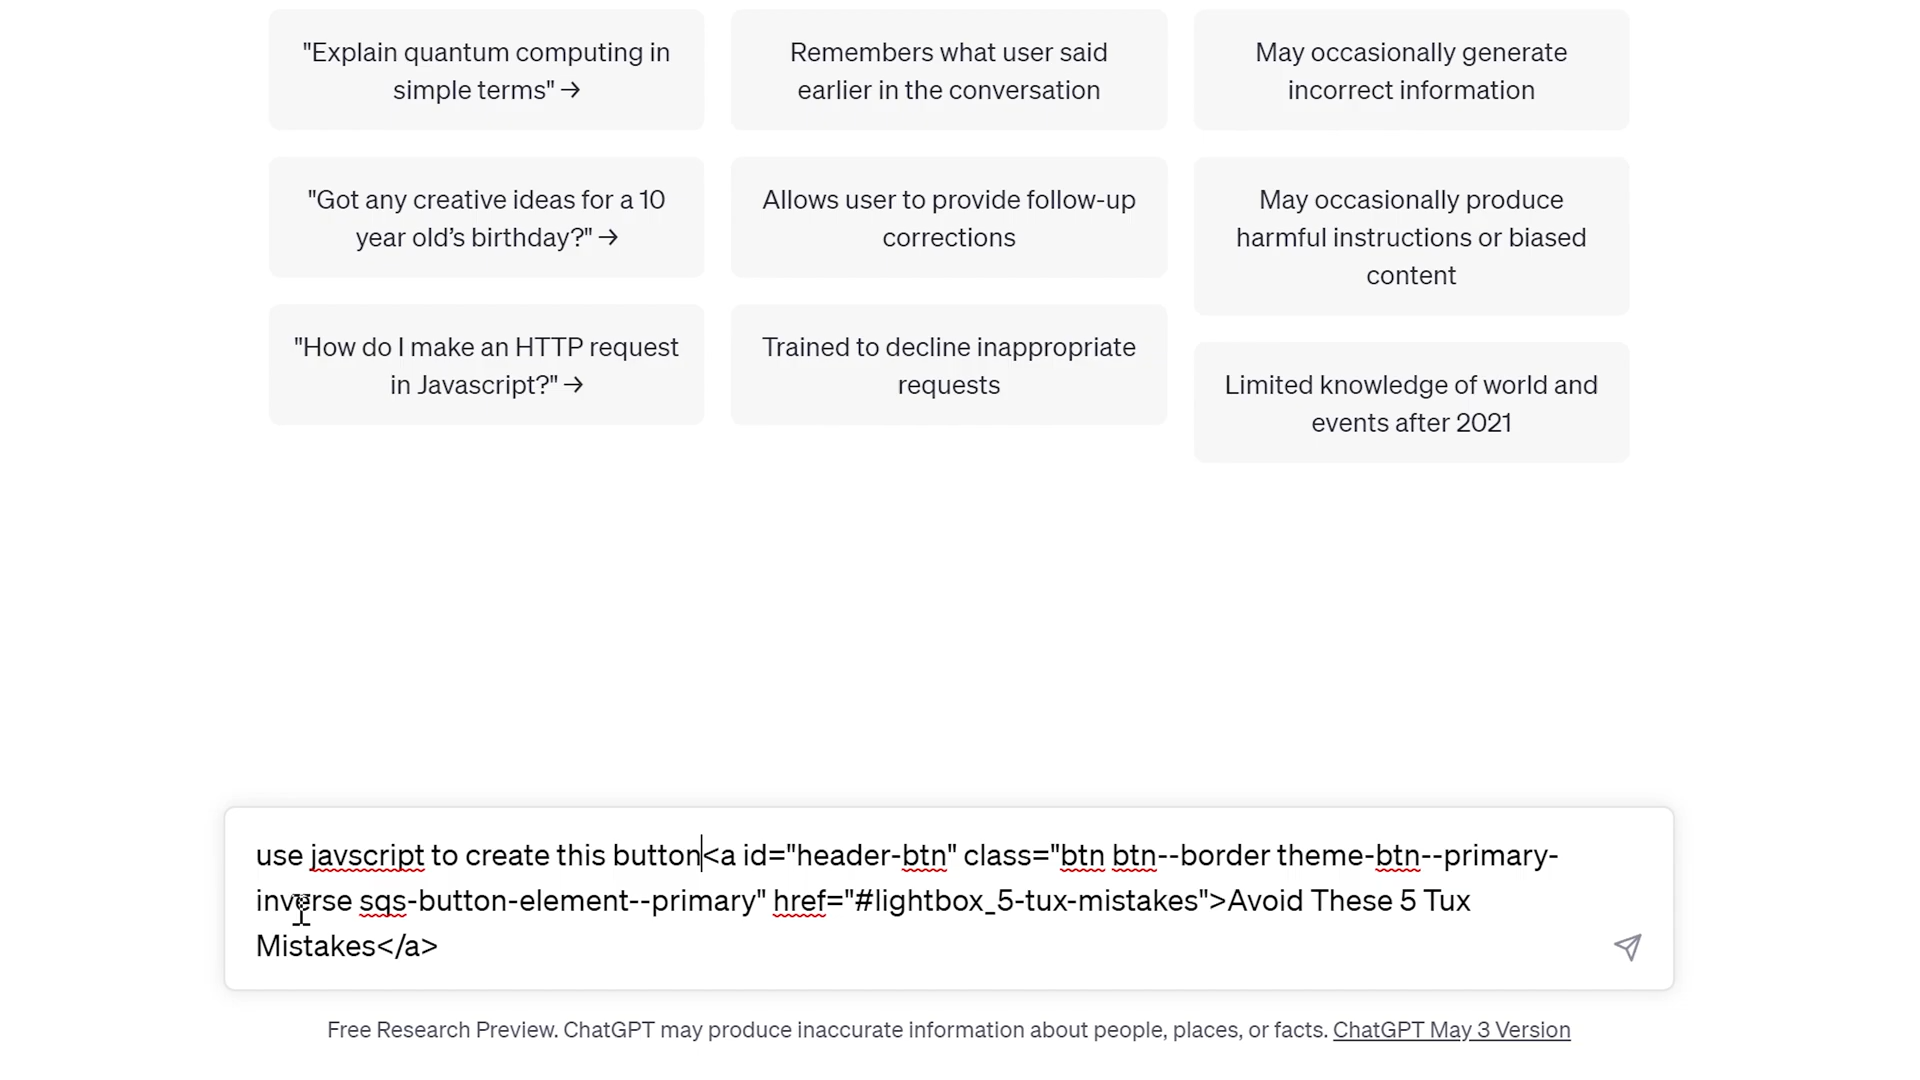 "Explain quantum computing in
simple terms" →
Remembers what user said
earlier in the conversation
May occasionally generate
incorrect information
"Got any creative ideas for a 10
year old’s birthday?" →
Allows user to provide follow-up
corrections
May occasionally produce
harmful instructions or biased
content
"How do I make an HTTP request
in Javascript?" →
Trained to decline inappropriate
requests
Limited knowledge of world and
events after 2021
use javscript to create this button<a id="header-btn" class="btn btn--border theme-btn--primary-
inverse sqs-button-element--primary" href="#lightbox_5-tux-mistakes">Avoid These 5 Tux
Mistakes</a>
Free Research Preview. ChatGPT may produce inaccurate information about people, places, or facts. ChatGPT May 3 Version